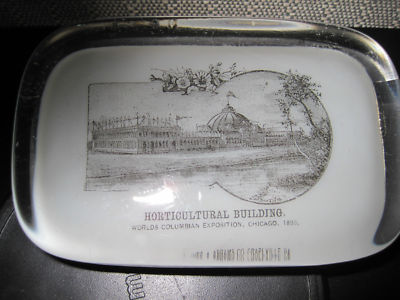 HORTICULTURAL BUILDING.
WORLDS COLUMBIAN EXPOSITION, CHICAGO, 1893.